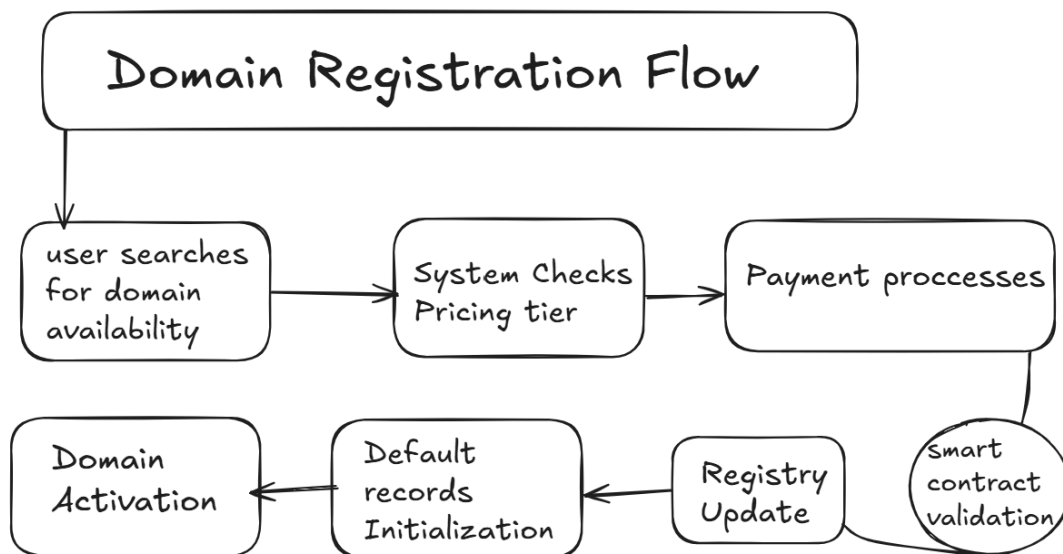 Domain Registration Flow
user searches
for domain
availability
System Checks
Pricing tier
Payment proccesses
smart
contract
validation
Registry
Update
Default
records
Initialization
Domain
Activation